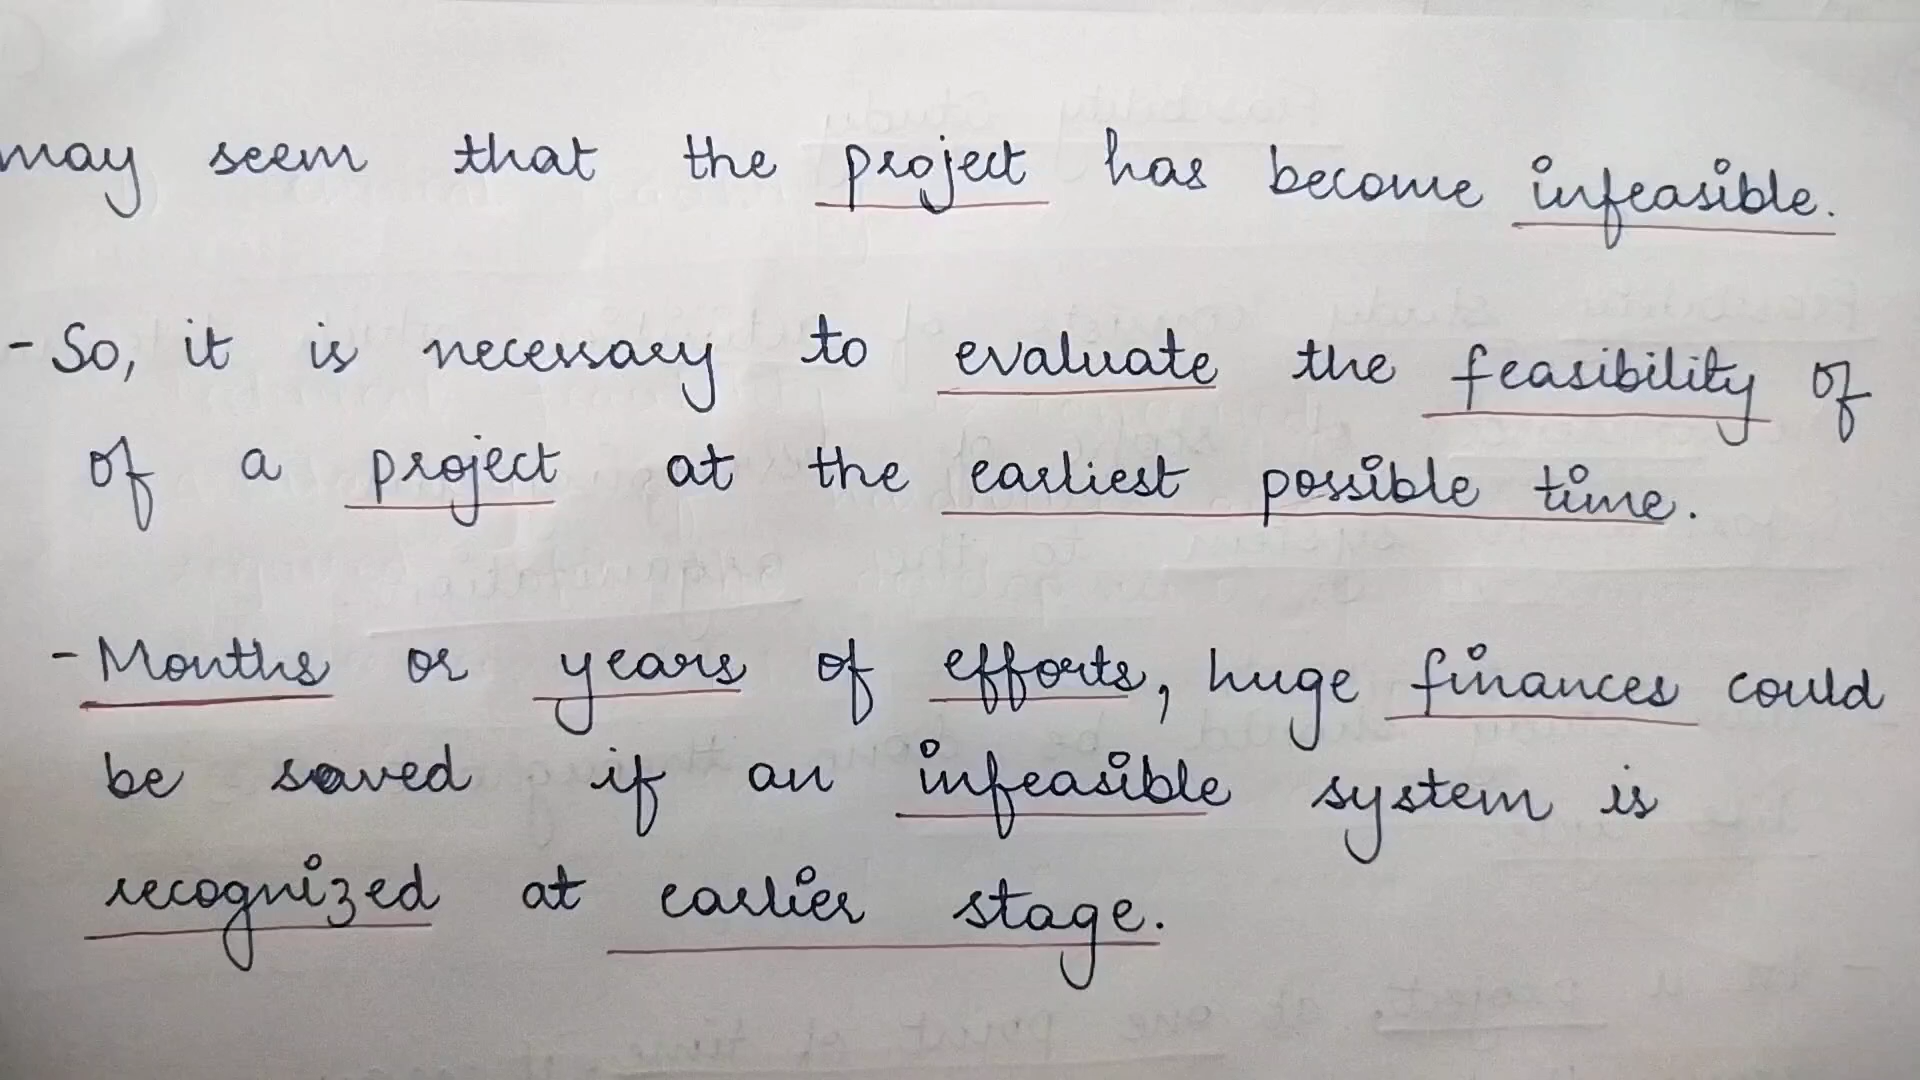 may seem that the project has become infeasible.
- So, it is necessary to evaluate the feasibility of
of a project at the earliest possible time.
- Months or years of efforts, huge finances could
be saved if an infeasible system is
recognized at earlier stage.